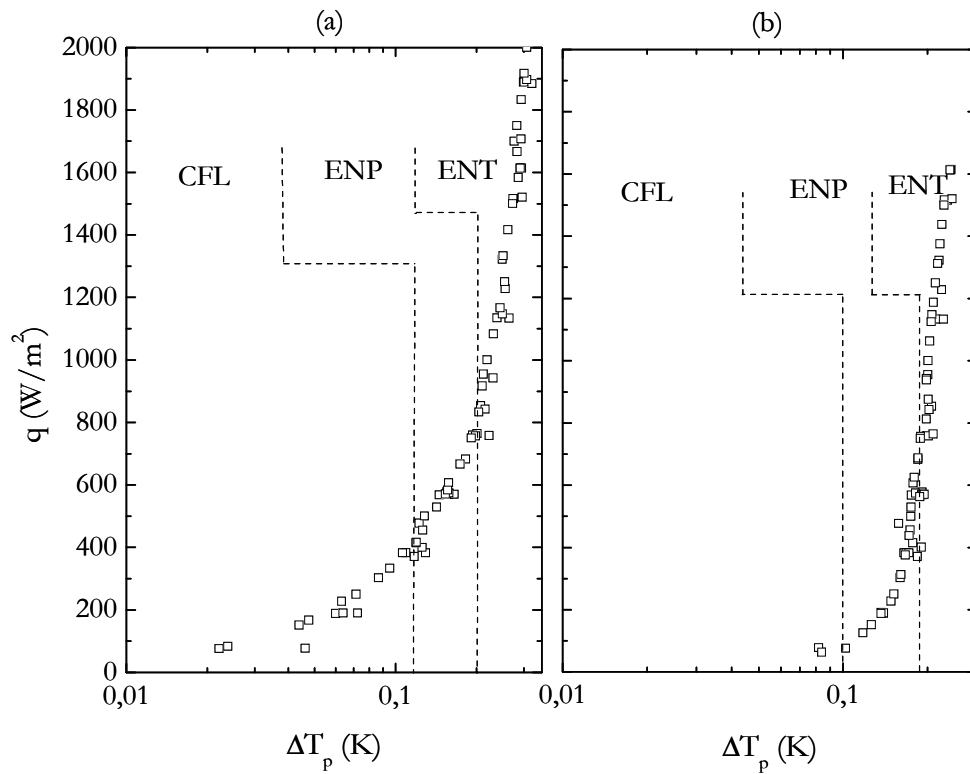 (a) (b)
2000
1800
1600
1400
1200
1000
800
600
400
200
0
q (W/m²)
CFL ENP ENT CFL ENP ENT
0,01 0,1 0,01 0,1
ΔTp (K) ΔTp (K)